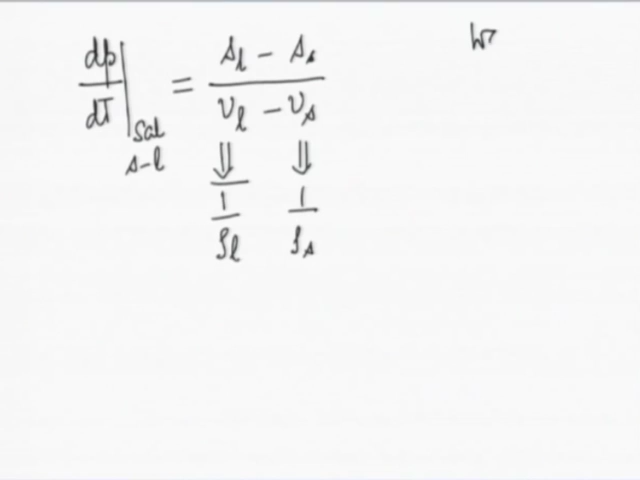 dp/dT|sat s-l = (s_l - s_s)/(v_l - v_s)
⇓ ⇓
1/ρ_l 1/ρ_s